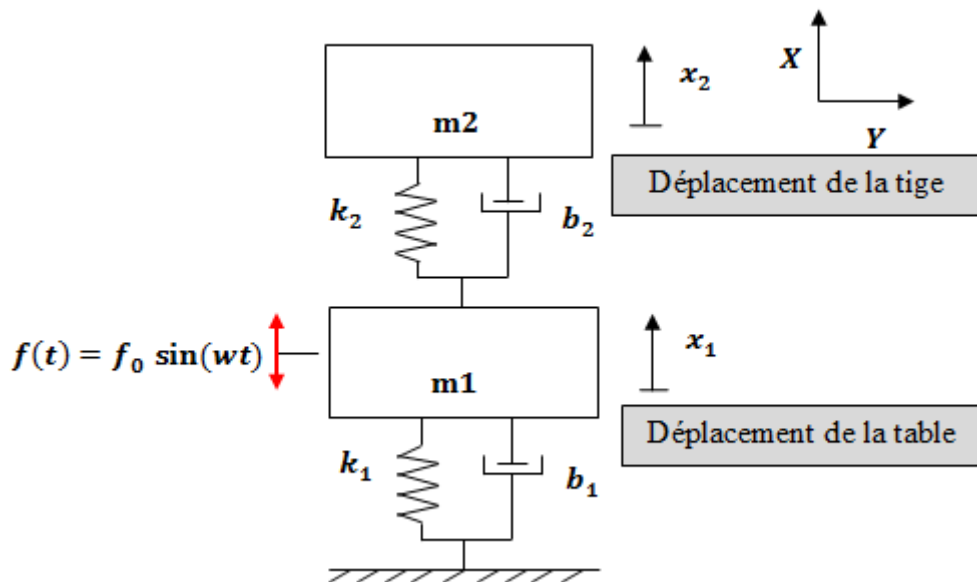 m2
x₂
X
Y
Déplacement de la tige
k₂
b₂
f(t) = f₀ sin(wt)
m1
x₁
Déplacement de la table
k₁
b₁